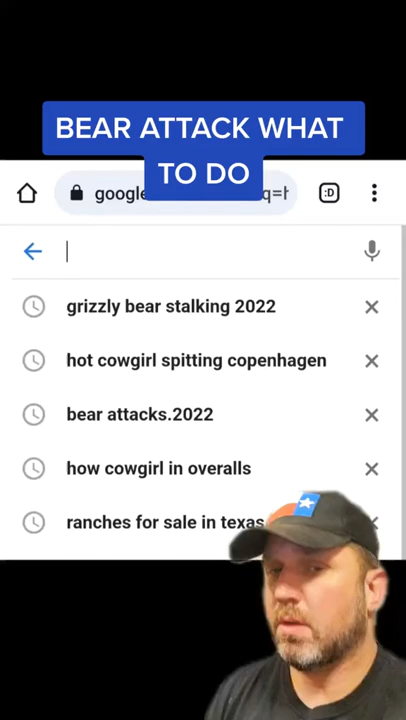 BEAR ATTACK WHAT
TO DO
:D
grizzly bear stalking 2022
hot cowgirl spitting copenhagen
bear attacks.2022
how cowgirl in overalls
ranches for sale in texas